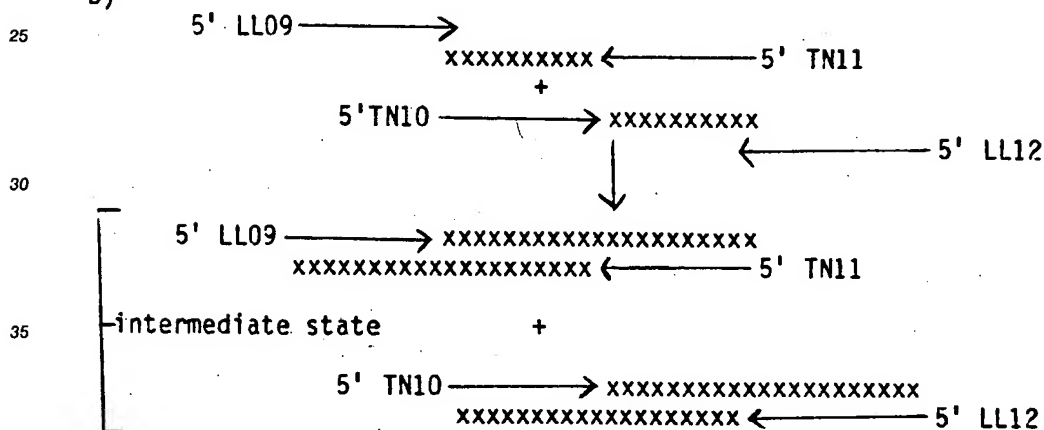 b)
25 5' LL09
xxxxxxxxxx 5' TN11
+
5'TN10 xxxxxxxxxx
5' LL12
30
5' LL09 xxxxxxxxxxxxxxxxxxxxx
xxxxxxxxxxxxxxxxxxxx 5' TN11
35 intermediate state +
5' TN10 xxxxxxxxxxxxxxxxxxxxx
xxxxxxxxxxxxxxxxxxx 5' LL12